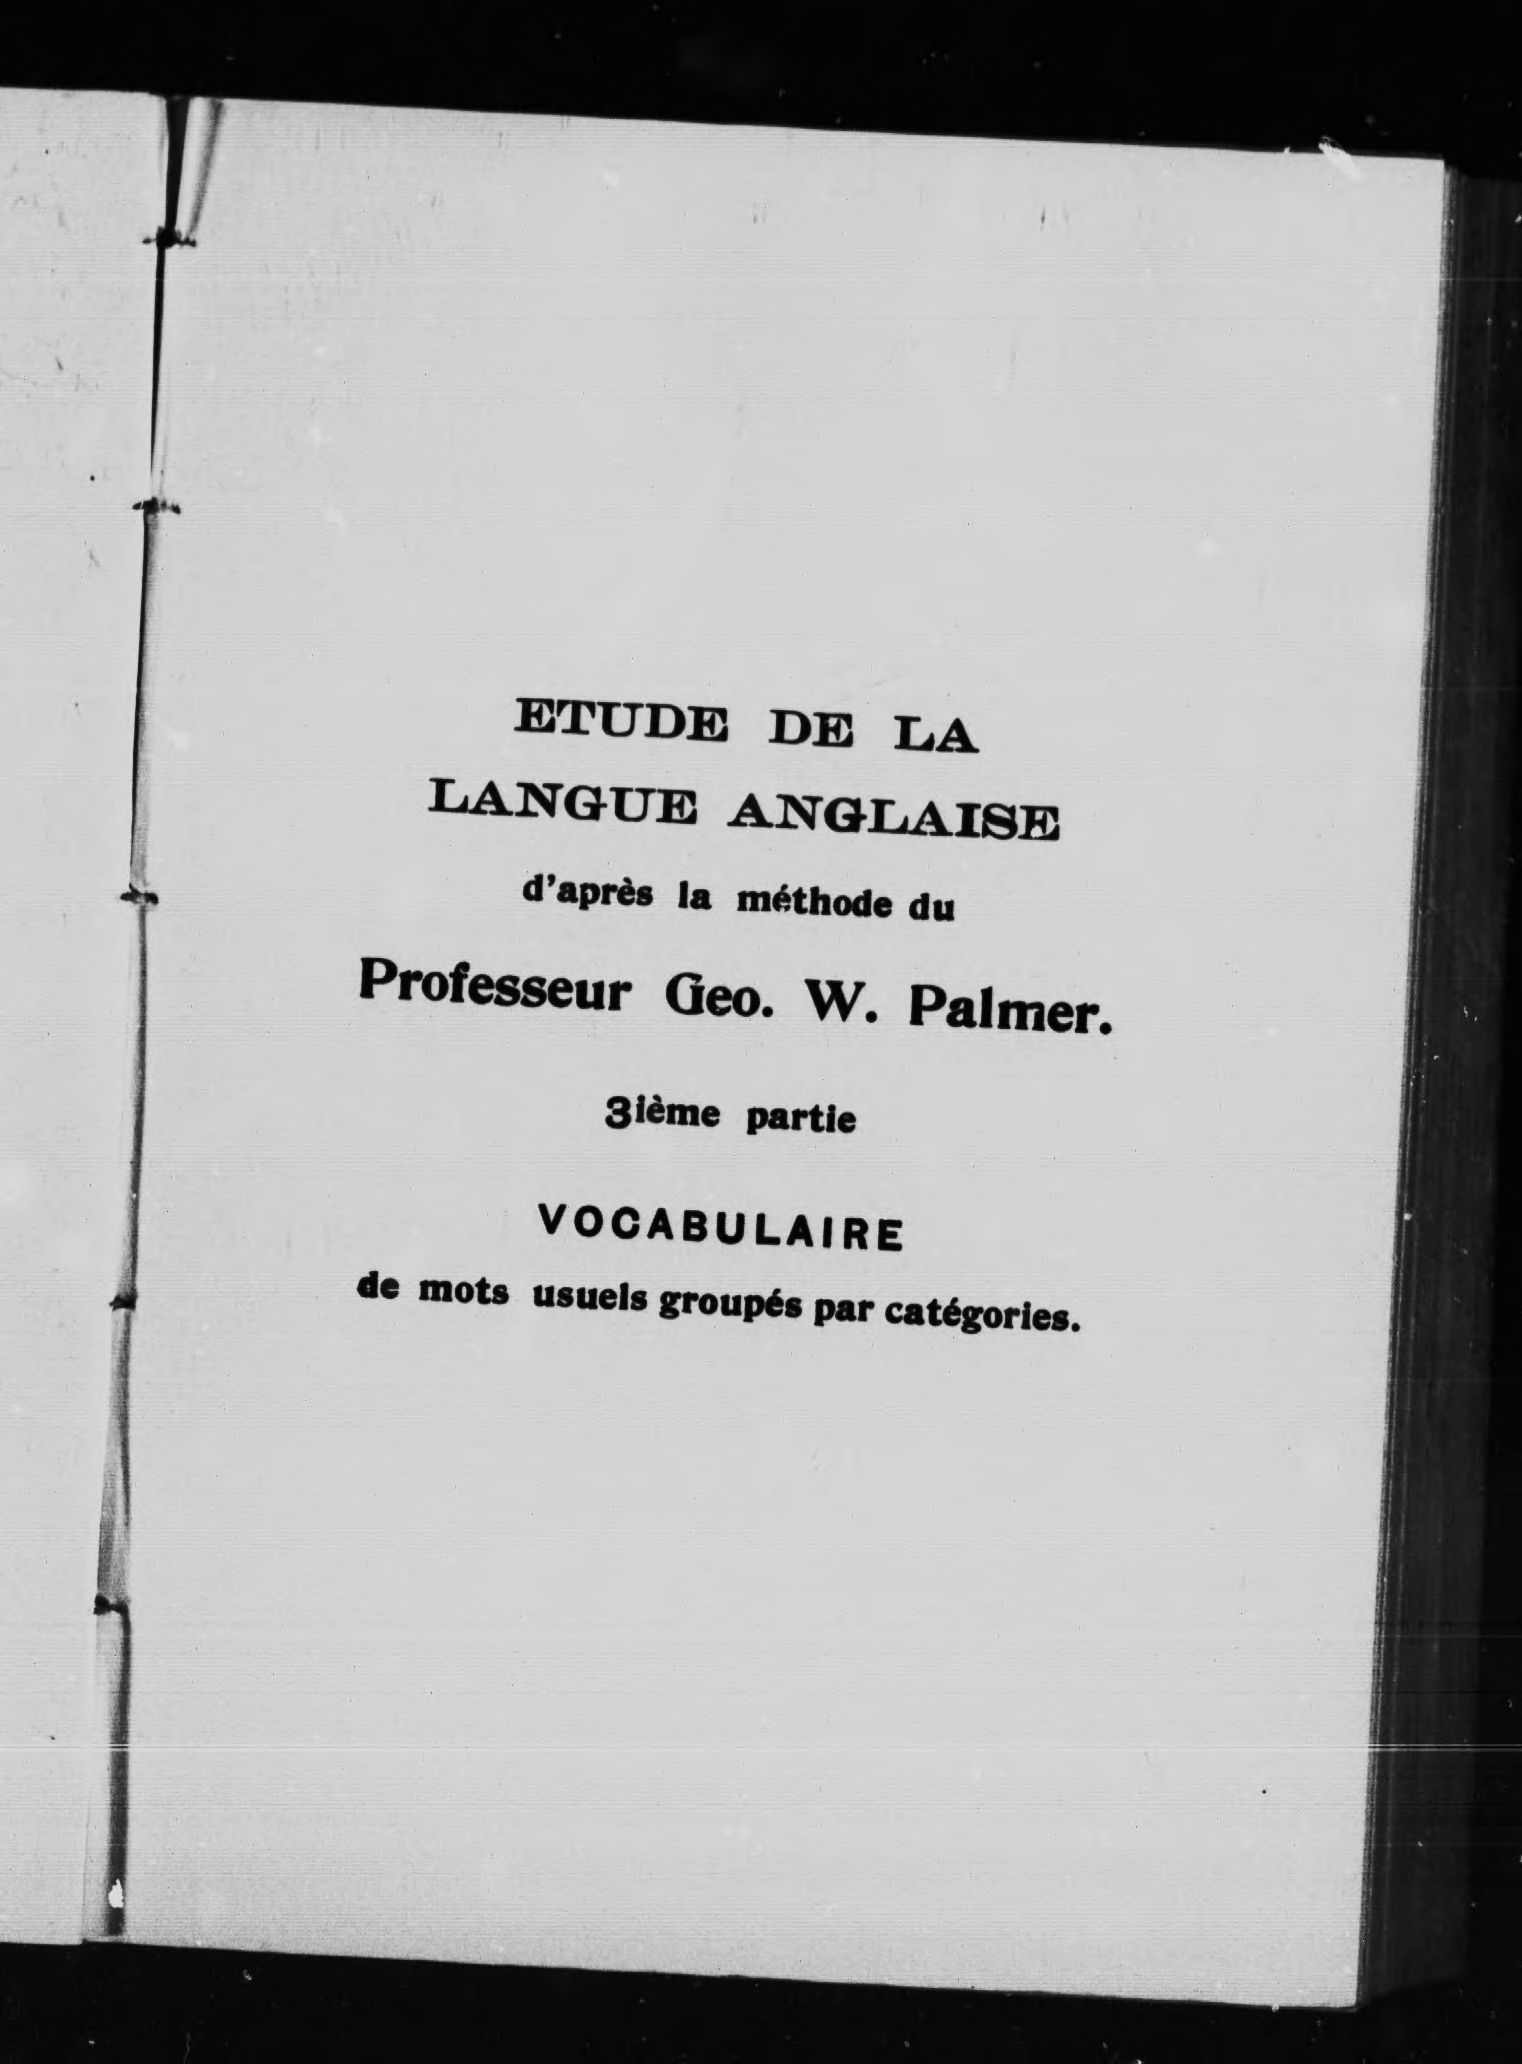 ETUDE DE LA
LANGUE ANGLAISE
d'après la méthode du
Professeur Geo. W. Palmer.
3ième partie
VOCABULAIRE
de mots usuels groupés par catégories.